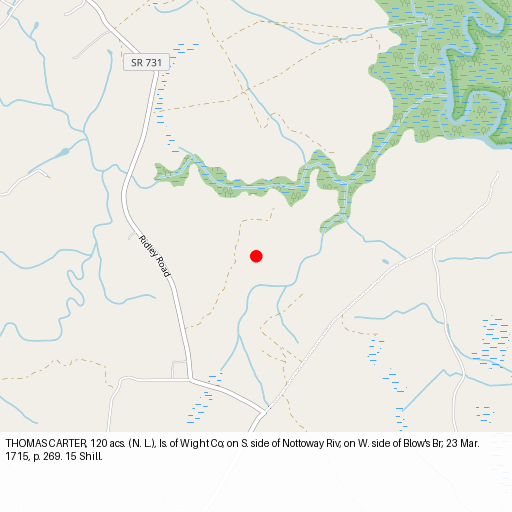 SR 731
Ridley Road
THOMAS CARTER, 120 acs. (N. L.), Is. of Wight Co; on S. side of Nottoway Riv; on W. side of Blow's Br; 23 Mar.
1715, p. 269. 15 Shill.